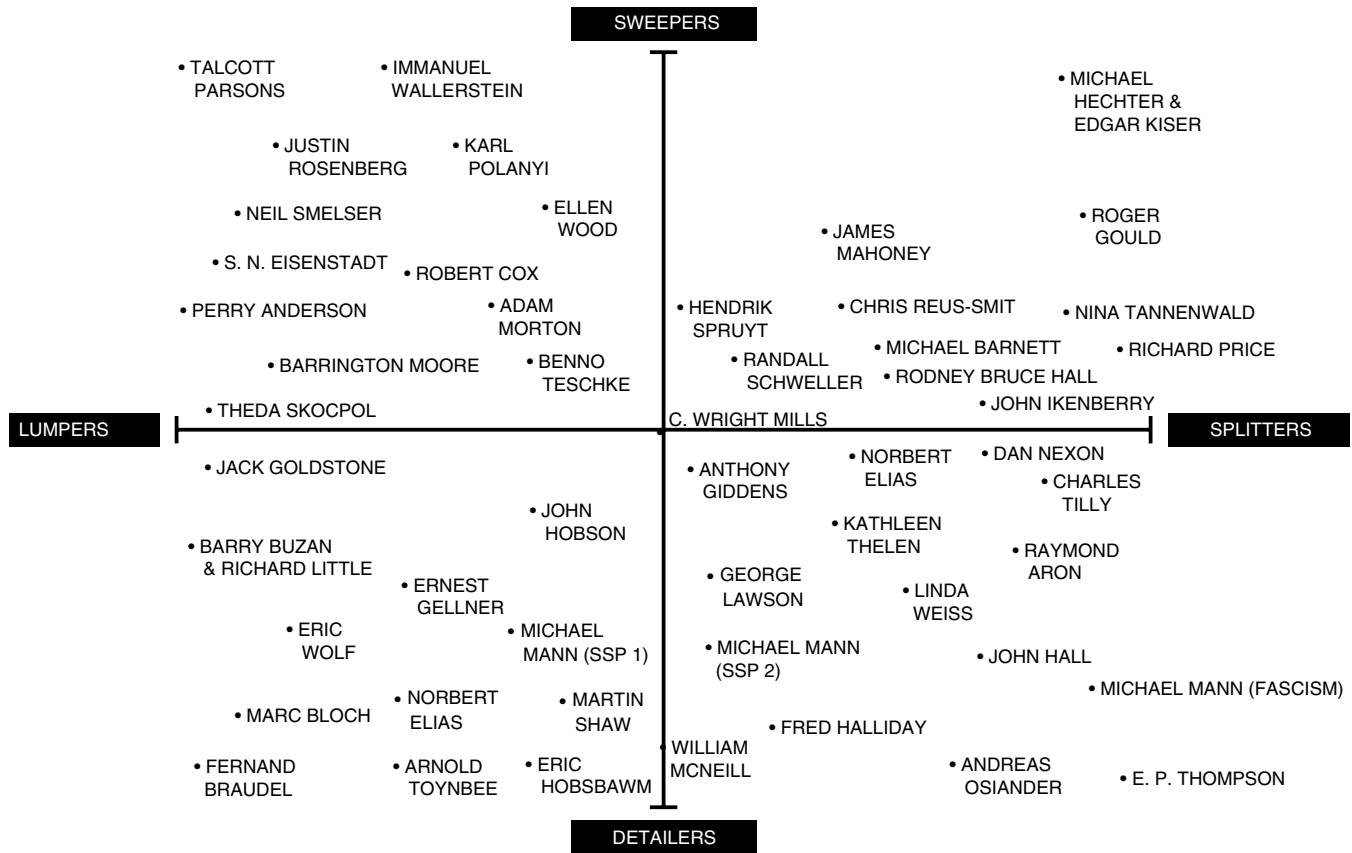 SWEEPERS
• TALCOTT
PARSONS
• IMMANUEL
WALLERSTEIN
• MICHAEL
HECHTER &
EDGAR KISER
• JUSTIN
ROSENBERG
• KARL
POLANYI
• NEIL SMELSER
• ELLEN
WOOD
• JAMES
MAHONEY
• ROGER
GOULD
• S. N. EISENSTADT
• ROBERT COX
• PERRY ANDERSON
• ADAM
MORTON
• HENDRIK
SPRUYT
• CHRIS REUS-SMIT
• NINA TANNENWALD
• BARRINGTON MOORE
• BENNO
TESCHKE
• RANDALL
SCHWELLER
• MICHAEL BARNETT
• RICHARD PRICE
• RODNEY BRUCE HALL
• THEDA SKOCPOL
• JOHN IKENBERRY
LUMPERS
C. WRIGHT MILLS
SPLITTERS
• JACK GOLDSTONE
• ANTHONY
GIDDENS
• NORBERT
ELIAS
• DAN NEXON
• CHARLES
TILLY
• JOHN
HOBSON
• KATHLEEN
THELEN
• BARRY BUZAN
& RICHARD LITTLE
• RAYMOND
ARON
• ERNEST
GELLNER
• GEORGE
LAWSON
• LINDA
WEISS
• ERIC
WOLF
• MICHAEL
MANN (SSP 1)
• MICHAEL MANN
(SSP 2)
• JOHN HALL
• MICHAEL MANN (FASCISM)
• MARC BLOCH
• NORBERT
ELIAS
• MARTIN
SHAW
• FRED HALLIDAY
• FERNAND
BRAUDEL
• ARNOLD
TOYNBEE
• ERIC
HOBSBAWM
WILLIAM
MCNEILL
• ANDREAS
OSIANDER
• E. P. THOMPSON
DETAILERS